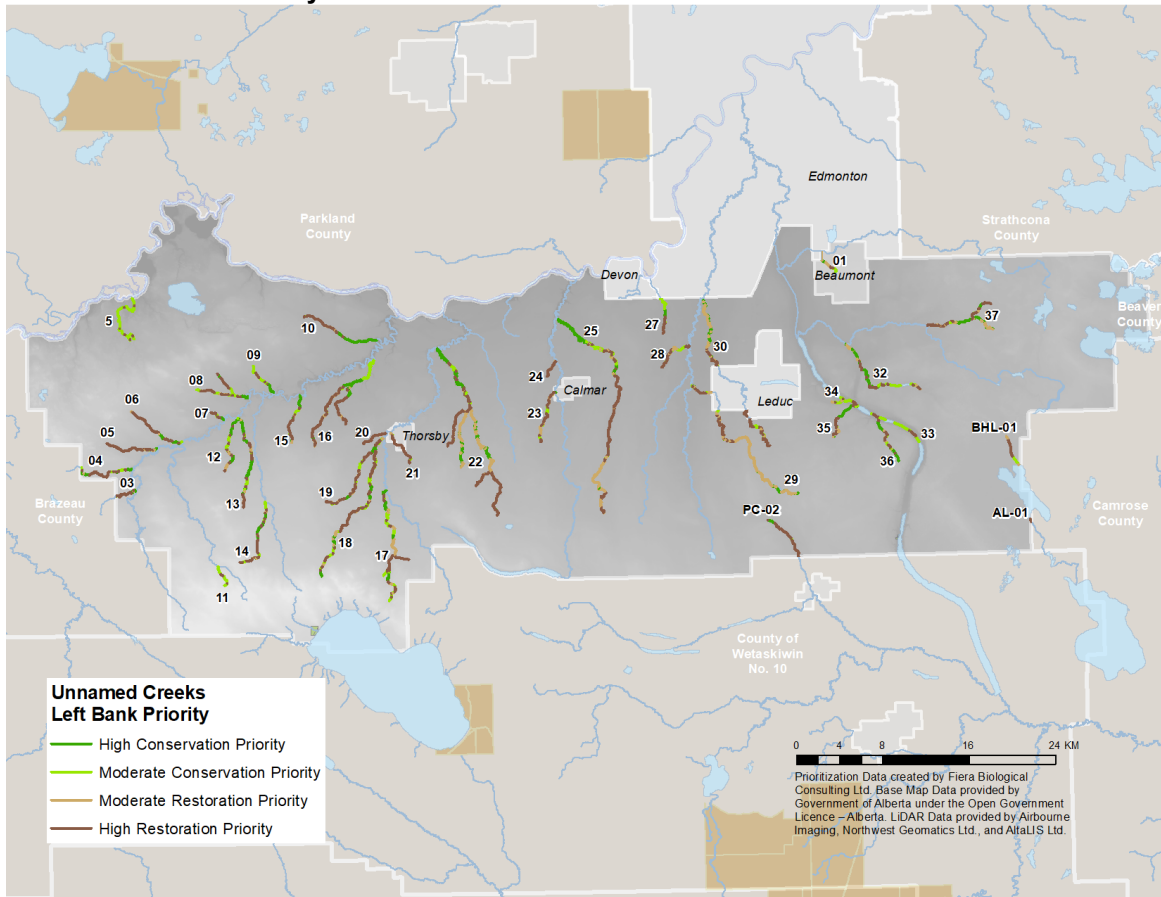 Edmonton
Parkland
County
Strathcona
County
01
Devon
Beaumont
Beaver
County
5
10
25
27
37
09
28
30
08
24
32
Calmar
06
07
23
Leduc
34
05
15
16
20
Thorsby
35
33
BHL-01
04
12
22
36
03
21
29
19
13
PC-02
AL-01
Brazeau
County
Camrose
County
18
14
17
11
County of
Wetaskiwin
No. 10
Unnamed Creeks
Left Bank Priority
High Conservation Priority
Moderate Conservation Priority
Moderate Restoration Priority
High Restoration Priority
0 4 8 16 24 KM
Prioritization Data created by Fiera Biological
Consulting Ltd. Base Map Data provided by
Government of Alberta under the Open Government
Licence – Alberta. LiDAR Data provided by Airbourne
Imaging, Northwest Geomatics Ltd., and AltaLIS Ltd.